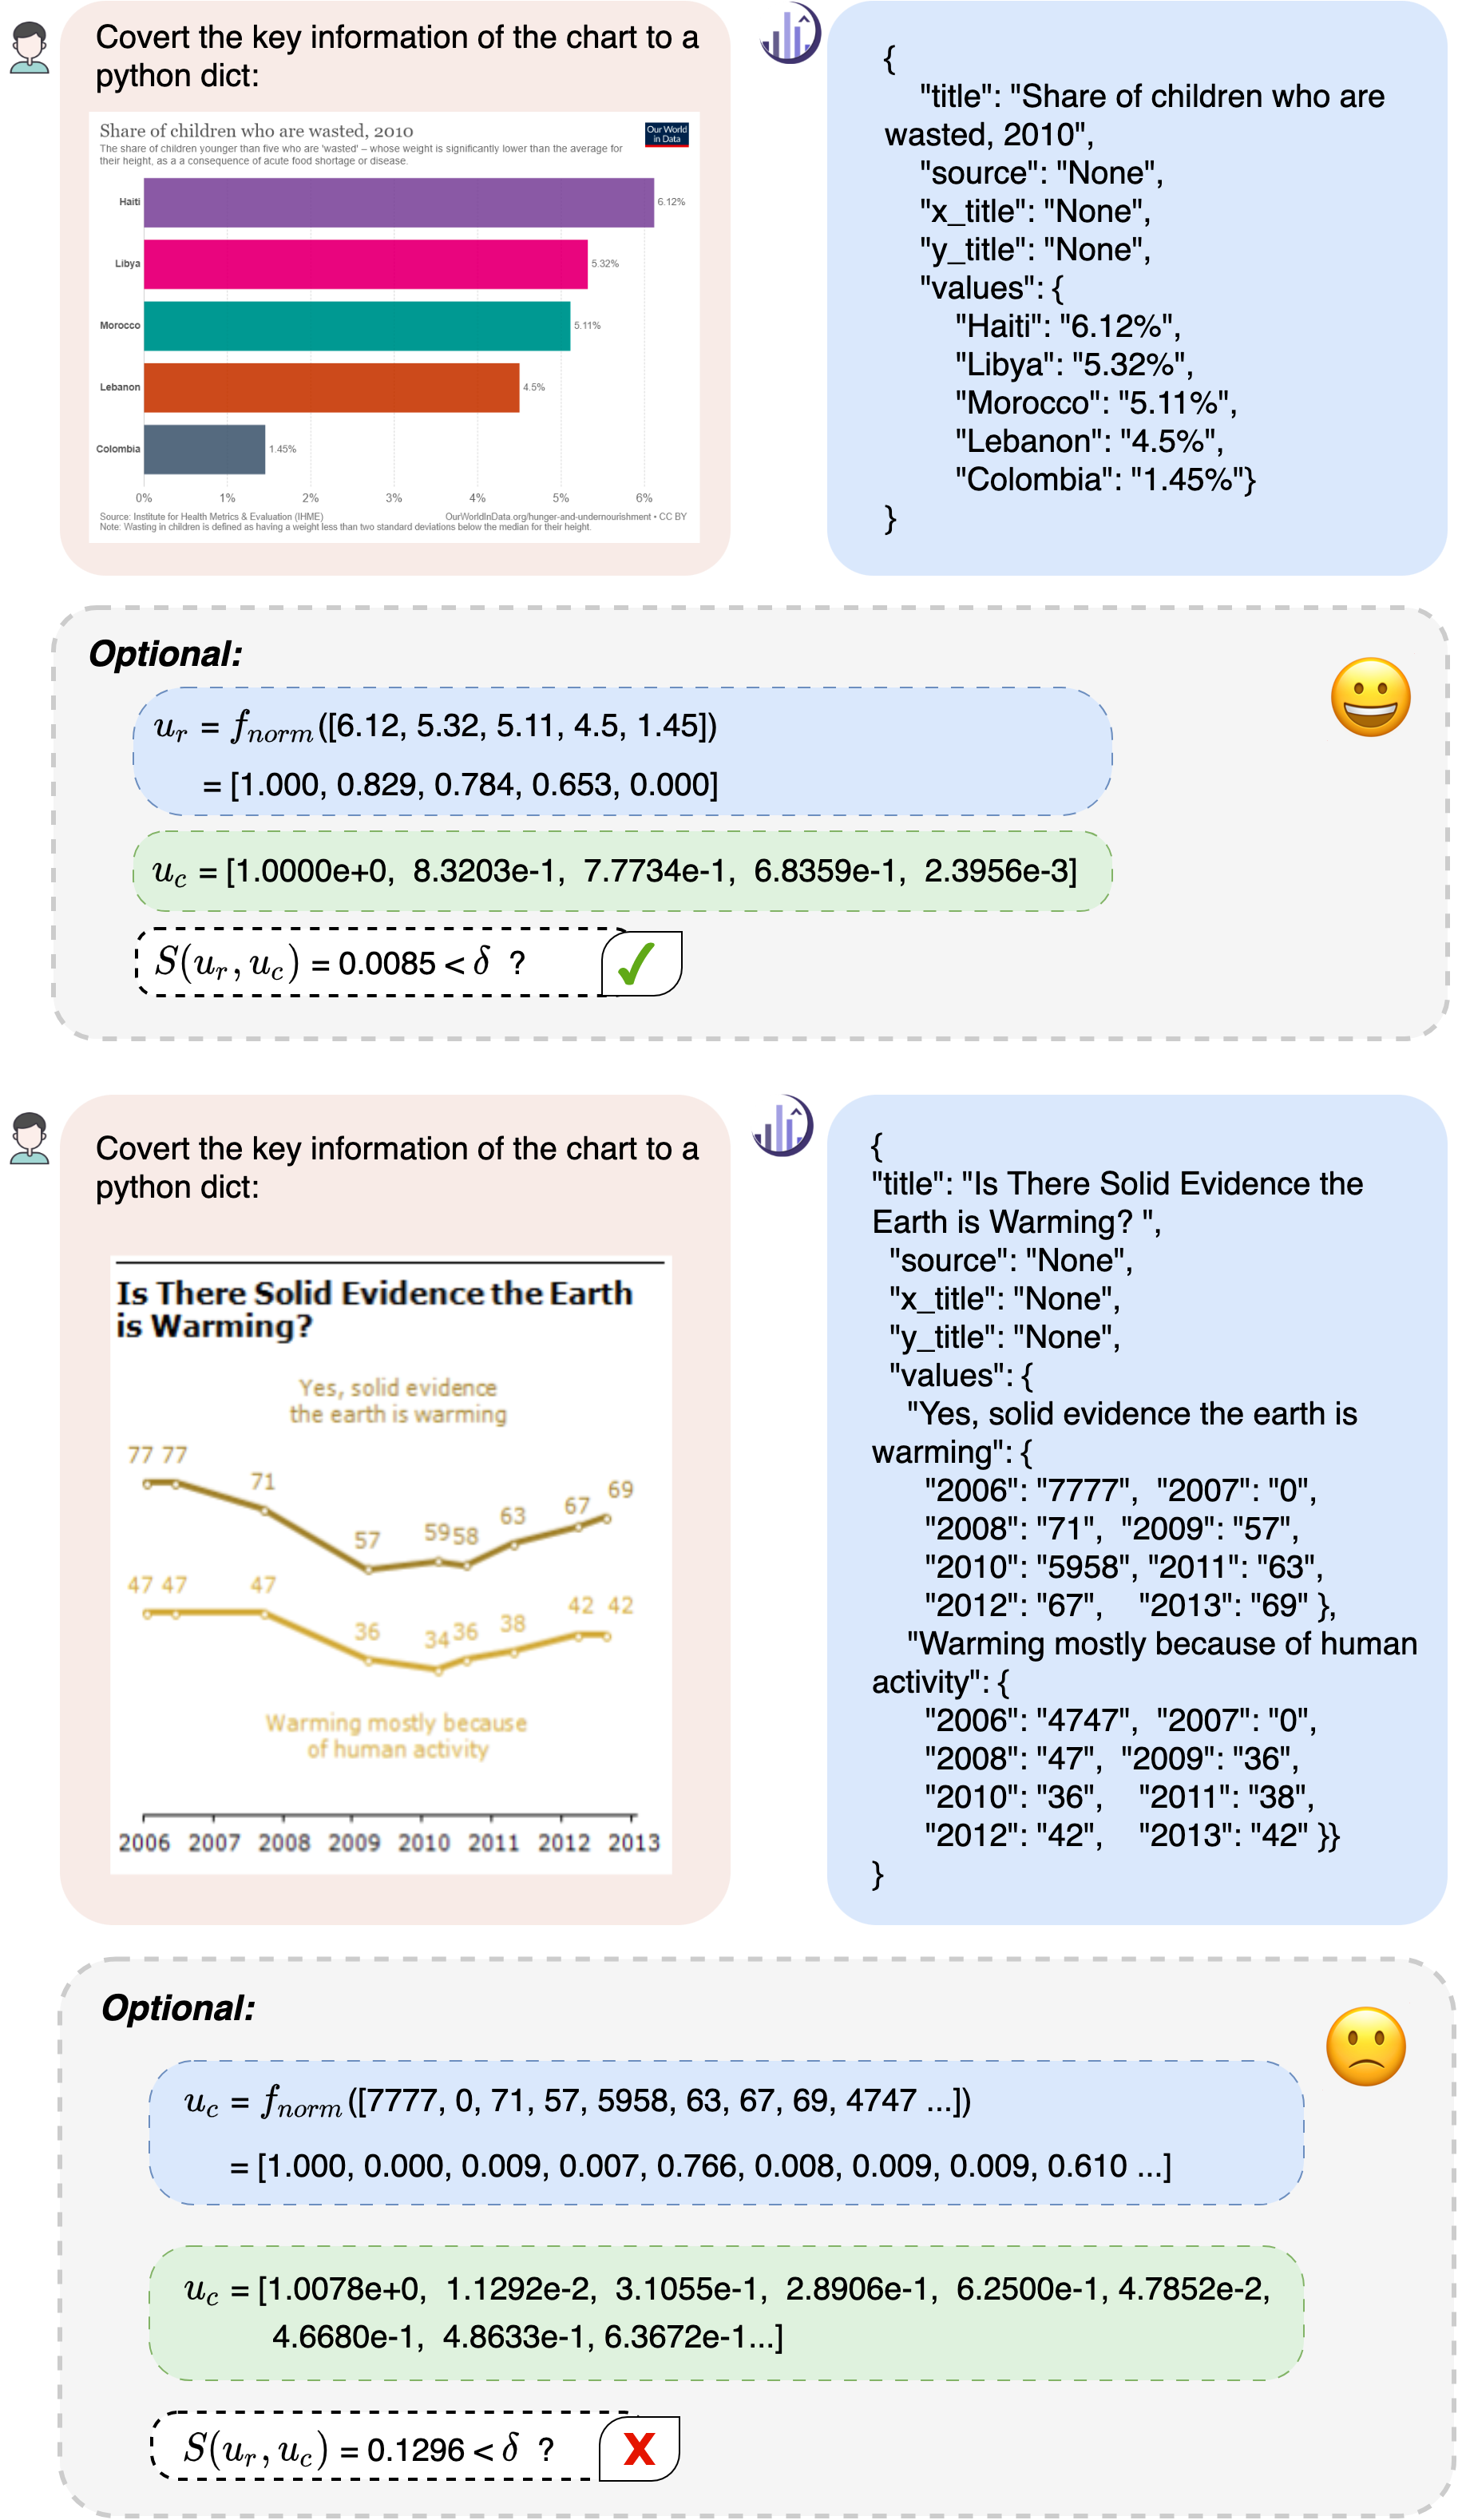 Covert the key information of the chart to a
python dict:
Share of children who are wasted, 2010
The share of children younger than five who are 'wasted' – whose weight is significantly lower than the average for
their height, as a a consequence of acute food shortage or disease.
Our World
in Data
Haiti
6.12%
Libya
5.32%
Morocco
5.11%
Lebanon
4.5%
Colombia
1.45%
0% 1% 2% 3% 4% 5% 6%
Source: Institute for Health Metrics & Evaluation (IHME)
OurWorldInData.org/hunger-and-undernourishment • CC BY
Note: Wasting in children is defined as having a weight less than two standard deviations below the median for their height.
{
"title": "Share of children who are
wasted, 2010",
"source": "None",
"x_title": "None",
"y_title": "None",
"values": {
"Haiti": "6.12%",
"Libya": "5.32%",
"Morocco": "5.11%",
"Lebanon": "4.5%",
"Colombia": "1.45%"}
}
Optional:
u_r = f_norm([6.12, 5.32, 5.11, 4.5, 1.45])
= [1.000, 0.829, 0.784, 0.653, 0.000]
u_c = [1.0000e+0, 8.3203e-1, 7.7734e-1, 6.8359e-1, 2.3956e-3]
S(u_r, u_c) = 0.0085 < δ ?
Covert the key information of the chart to a
python dict:
Is There Solid Evidence the Earth
is Warming?
Yes, solid evidence
the earth is warming
77 77 71 57 59 58 63 67 69
47 47 47 36 34 36 38 42 42
Warming mostly because
of human activity
2006 2007 2008 2009 2010 2011 2012 2013
{
"title": "Is There Solid Evidence the
Earth is Warming? ",
"source": "None",
"x_title": "None",
"y_title": "None",
"values": {
"Yes, solid evidence the earth is
warming": {
"2006": "7777", "2007": "0",
"2008": "71", "2009": "57",
"2010": "5958", "2011": "63",
"2012": "67", "2013": "69" },
"Warming mostly because of human
activity": {
"2006": "4747", "2007": "0",
"2008": "47", "2009": "36",
"2010": "36", "2011": "38",
"2012": "42", "2013": "42" }}
}
Optional:
u_c = f_norm([7777, 0, 71, 57, 5958, 63, 67, 69, 4747 ...])
= [1.000, 0.000, 0.009, 0.007, 0.766, 0.008, 0.009, 0.009, 0.610 ...]
u_c = [1.0078e+0, 1.1292e-2, 3.1055e-1, 2.8906e-1, 6.2500e-1, 4.7852e-2,
4.6680e-1, 4.8633e-1, 6.3672e-1...]
S(u_r, u_c) = 0.1296 < δ ?
X